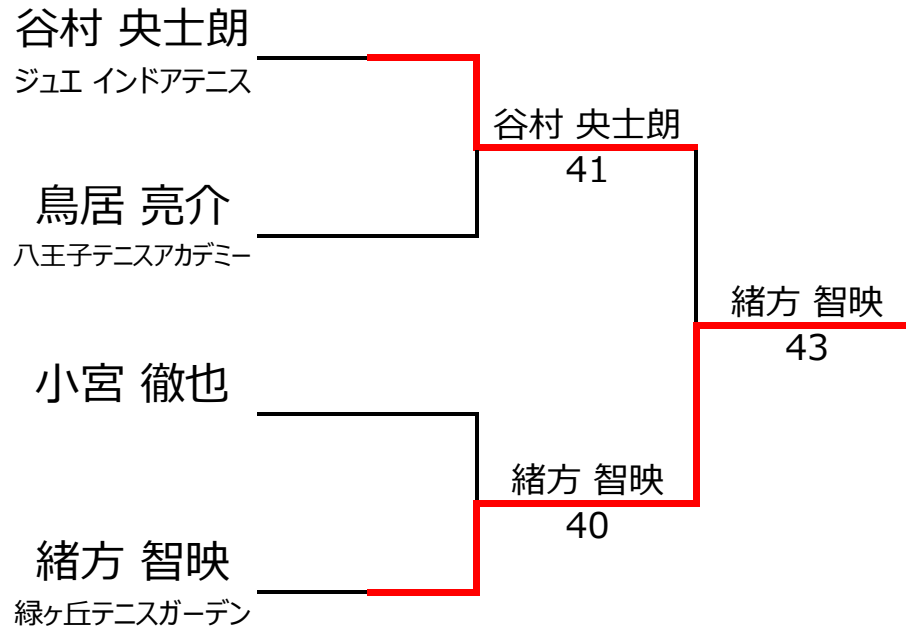 谷村 央士朗
ジュエ インドアテニス
谷村 央士朗
41
鳥居 亮介
八王子テニスアカデミー
緒方 智映
43
小宮 徹也
緒方 智映
40
緒方 智映
緑ヶ丘テニスガーデン